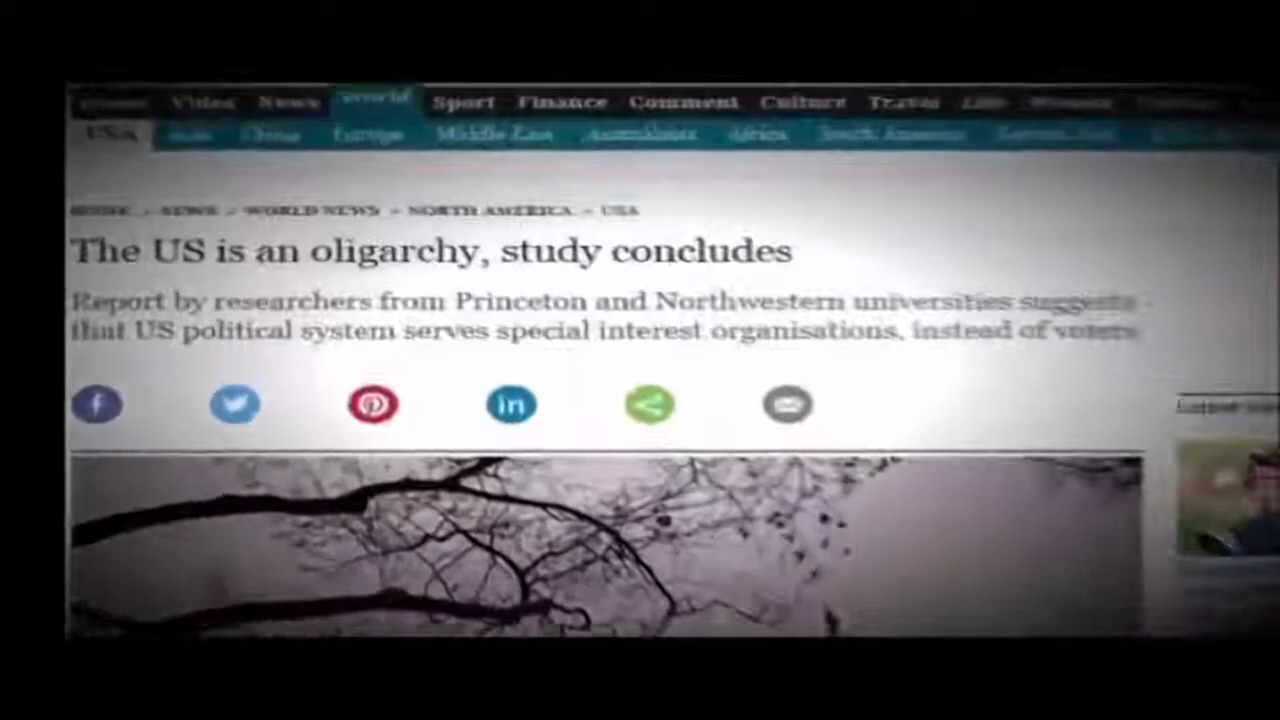 Video News World Sport Finance Comment Culture Travel
USA China Europe Middle East Africa South America
HOME NEWS WORLD NEWS NORTH AMERICA USA
The US is an oligarchy, study concludes
Report by researchers from Princeton and Northwestern universities suggests
that US political system serves special interest organisations, instead of voters
f in